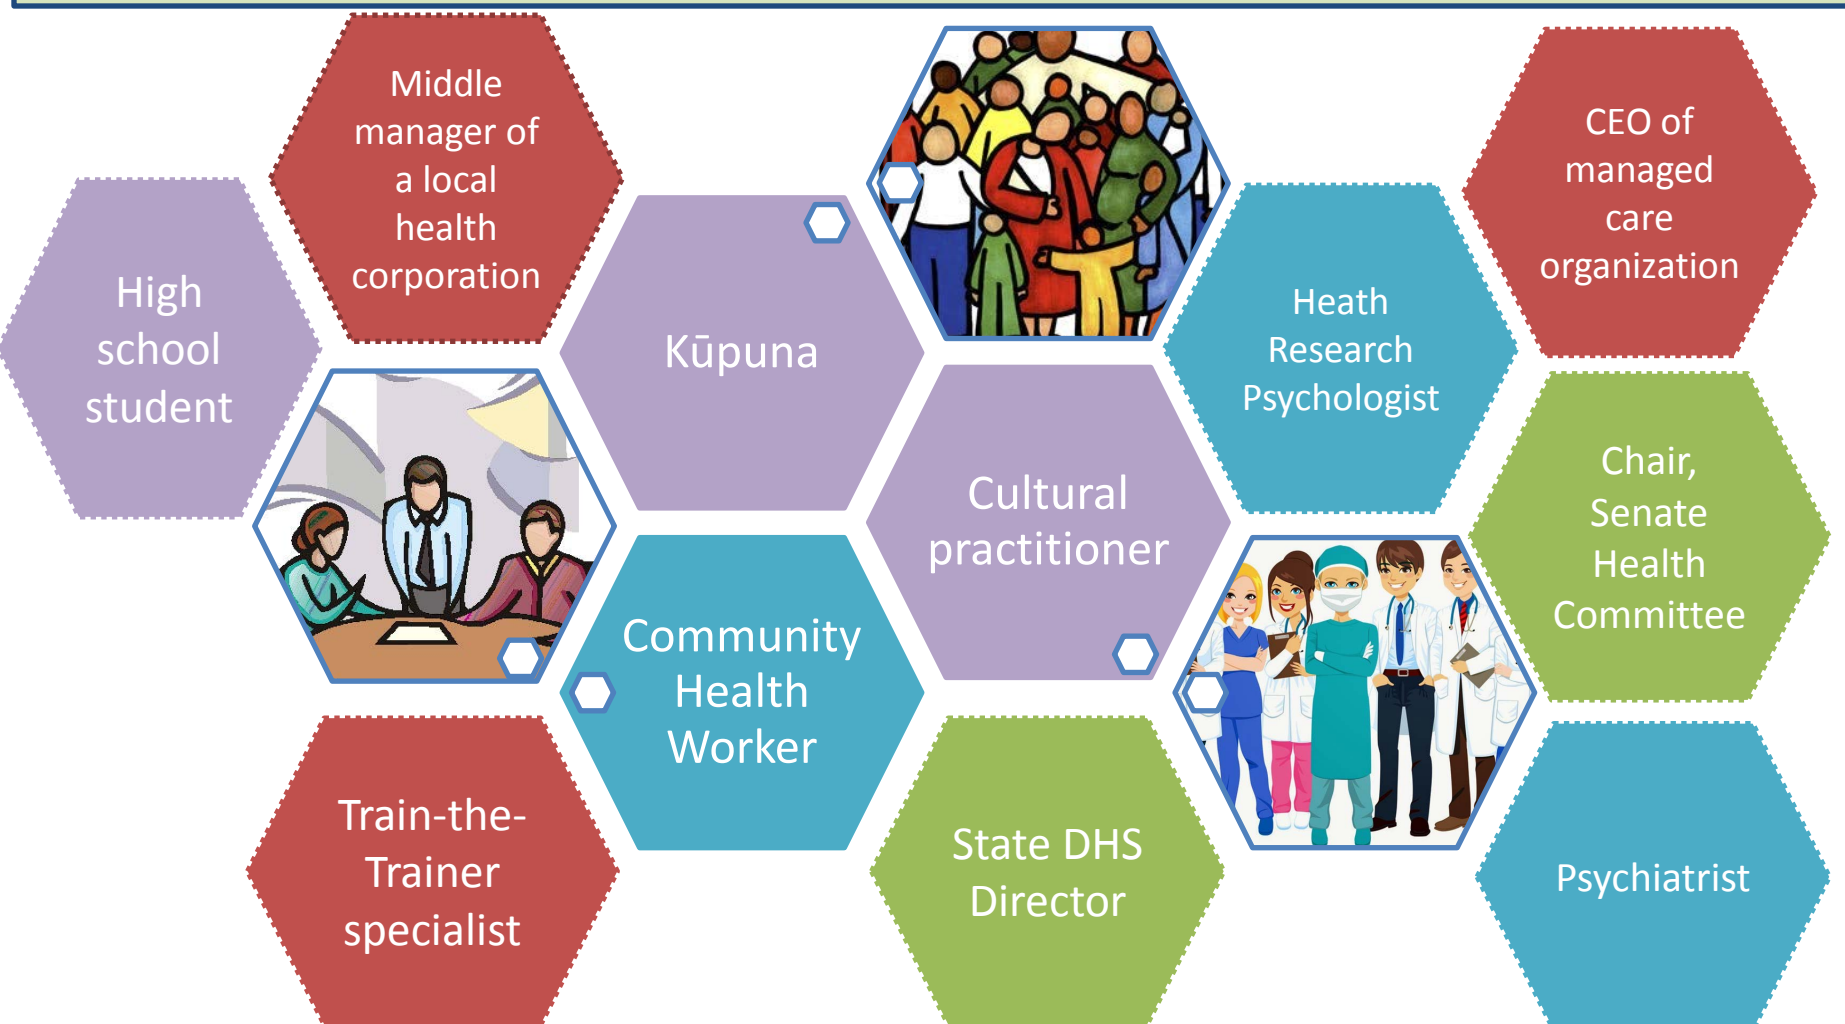 Middle
manager of
a local
health
corporation
CEO of
managed
care
organization
High
school
student
Kūpuna
Heath
Research
Psychologist
Cultural
practitioner
Chair,
Senate
Health
Committee
Community
Health
Worker
Train-the-
Trainer
specialist
State DHS
Director
Psychiatrist